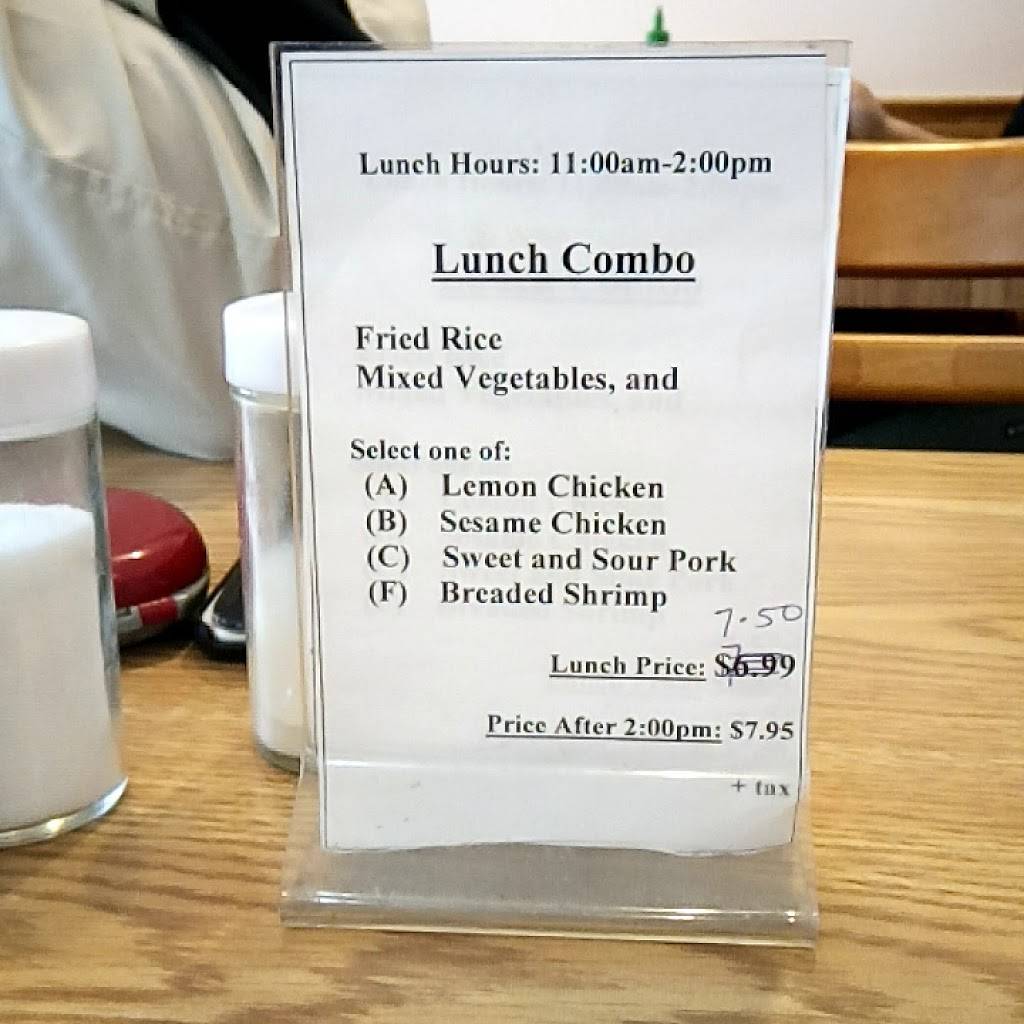 Lunch Hours: 11:00am-2:00pm
Lunch Combo
Fried Rice
Mixed Vegetables, and
Select one of:
(A) Lemon Chicken
(B) Sesame Chicken
(C) Sweet and Sour Pork
(F) Breaded Shrimp
7.50
Lunch Price: $6.99
Price After 2:00pm: $7.95
+ tax